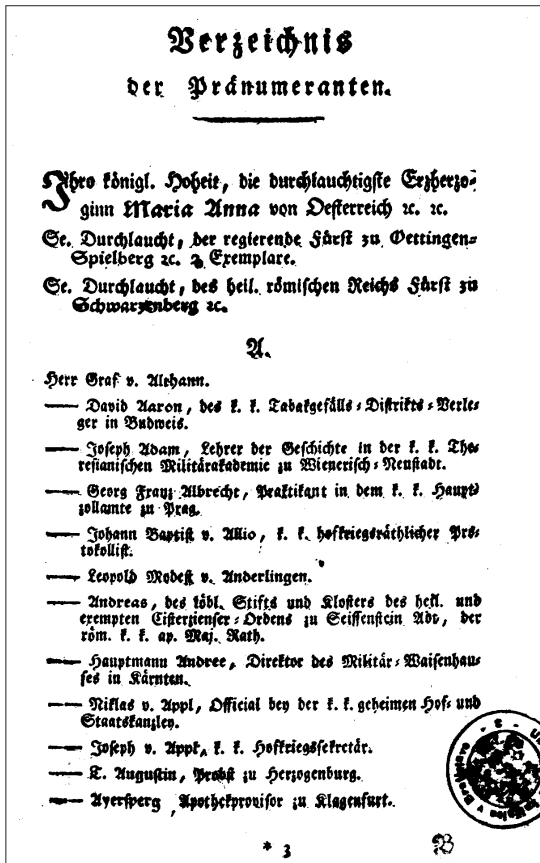 Verzeichnis
der Pränumeranten.
Ihro königl. Hoheit, die durchlauchtigste Erzherzo-
ginn Maria Anna von Oesterreich ꝛc. ꝛc.
Se. Durchlaucht, der regierende Fürst zu Oettingen-
Spielberg ꝛc. 2 Exemplare.
Se. Durchlaucht, des heil. römischen Reichs Fürst zu
Schwarzenberg ꝛc.
A.
Herr Graf v. Althann.
— David Aaron, des k. k. Tabakgefälls-Distrikts-Verle-
ger in Budweis.
— Joseph Adam, Lehrer der Geschichte in der k. k. The-
resianischen Militärakademie zu Wienerisch-Neustadt.
— Georg Franz Albrecht, Praktikant in dem k. k. Haupt-
zollamte zu Prag.
— Johann Baptist v. Allio, k. k. hofkriegsräthlicher Pro-
tokollist.
— Leopold Modest v. Anderlingen.
— Andreas, des löbl. Stifts und Klosters des heil. und
exempten Cisterzienser-Ordens zu Seissenstein Abt, der
röm. k. k. ap. Maj. Rath.
— Hauptmann Andree, Direktor des Militär-Waisenhau-
ses in Kärnten.
— Niklas v. Appl, Official bey der k. k. geheimen Hof- und
Staatskanzley.
— Joseph v. Appl, k. k. Hofkriegssekretär.
— T. Augustin, Probst zu Herzogenburg.
— Ayersperg, Apothekprovisor zu Klagenfurt.
* 3
B